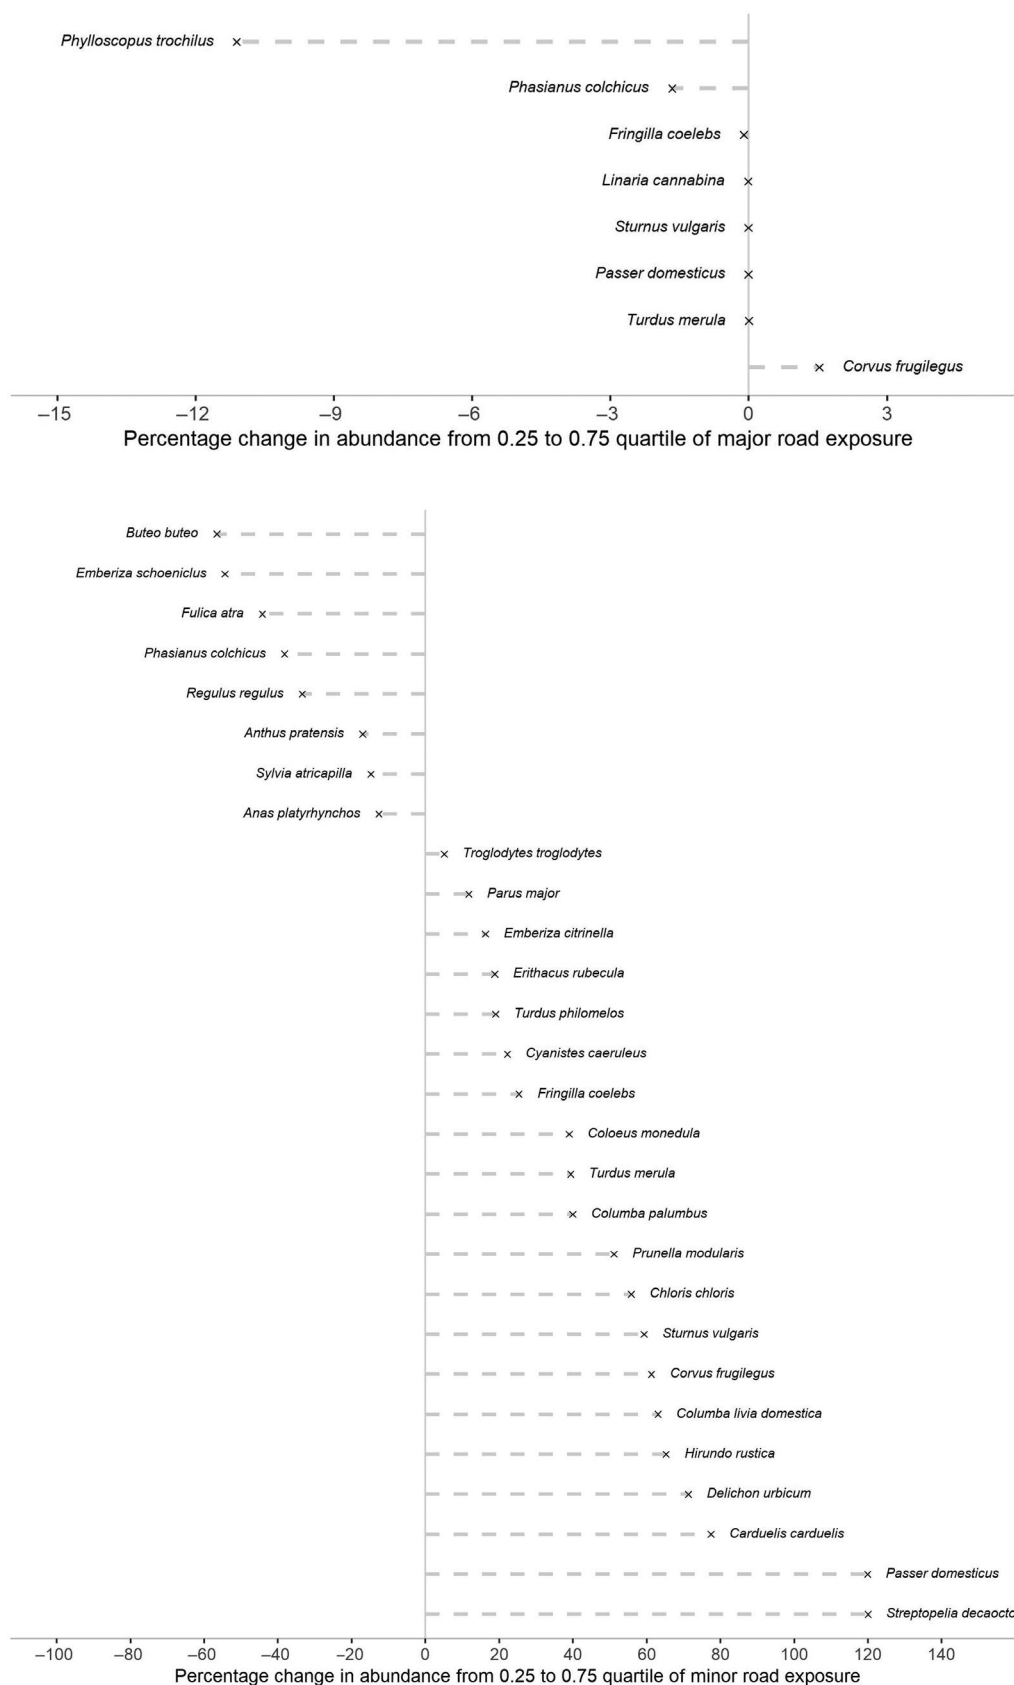 Phylloscopus trochilus
Phasianus colchicus
Fringilla coelebs
Linaria cannabina
Sturnus vulgaris
Passer domesticus
Turdus merula
Corvus frugilegus
–15 –12 –9 –6 –3 0 3
Percentage change in abundance from 0.25 to 0.75 quartile of major road exposure
Buteo buteo
Emberiza schoeniclus
Fulica atra
Phasianus colchicus
Regulus regulus
Anthus pratensis
Sylvia atricapilla
Anas platyrhynchos
Troglodytes troglodytes
Parus major
Emberiza citrinella
Erithacus rubecula
Turdus philomelos
Cyanistes caeruleus
Fringilla coelebs
Coloeus monedula
Turdus merula
Columba palumbus
Prunella modularis
Chloris chloris
Sturnus vulgaris
Corvus frugilegus
Columba livia domestica
Hirundo rustica
Delichon urbicum
Carduelis carduelis
Passer domesticus
Streptopelia decaocto
–100 –80 –60 –40 –20 0 20 40 60 80 100 120 140
Percentage change in abundance from 0.25 to 0.75 quartile of minor road exposure